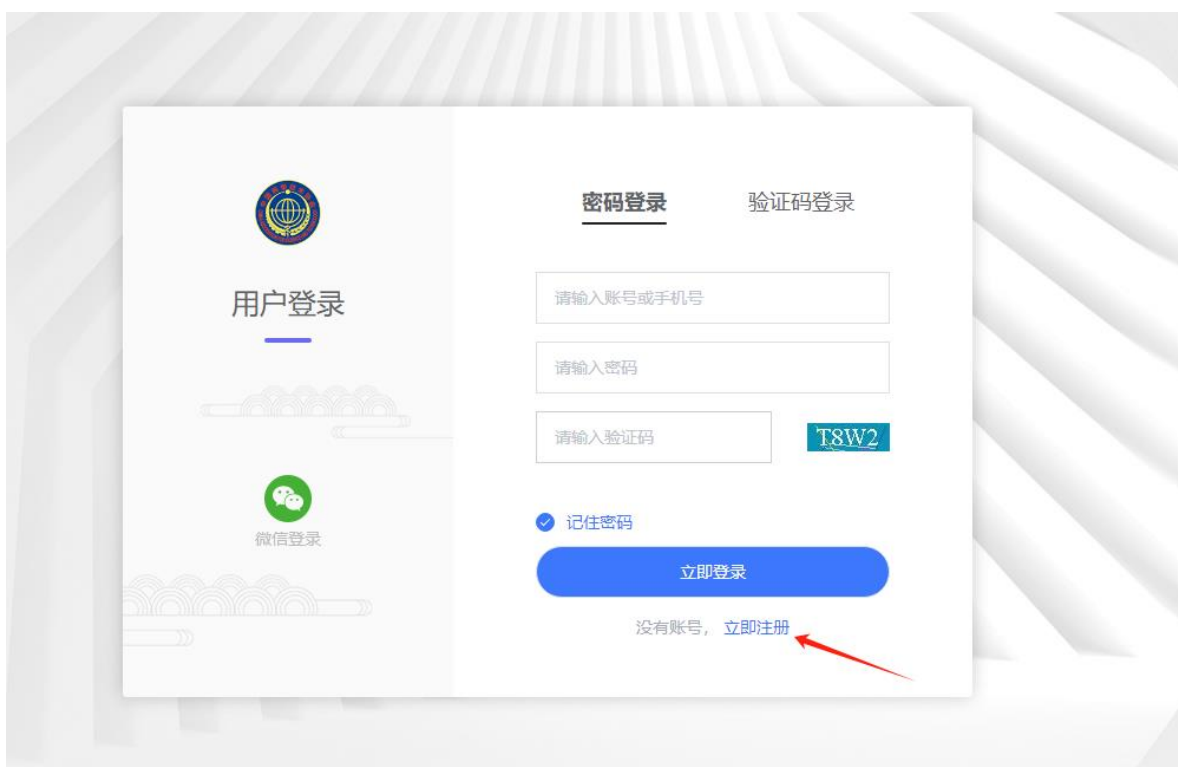 密码登录
验证码登录
用户登录
请输入账号或手机号
请输入密码
请输入验证码
T8W2
微信登录
记住密码
立即登录
没有账号，立即注册